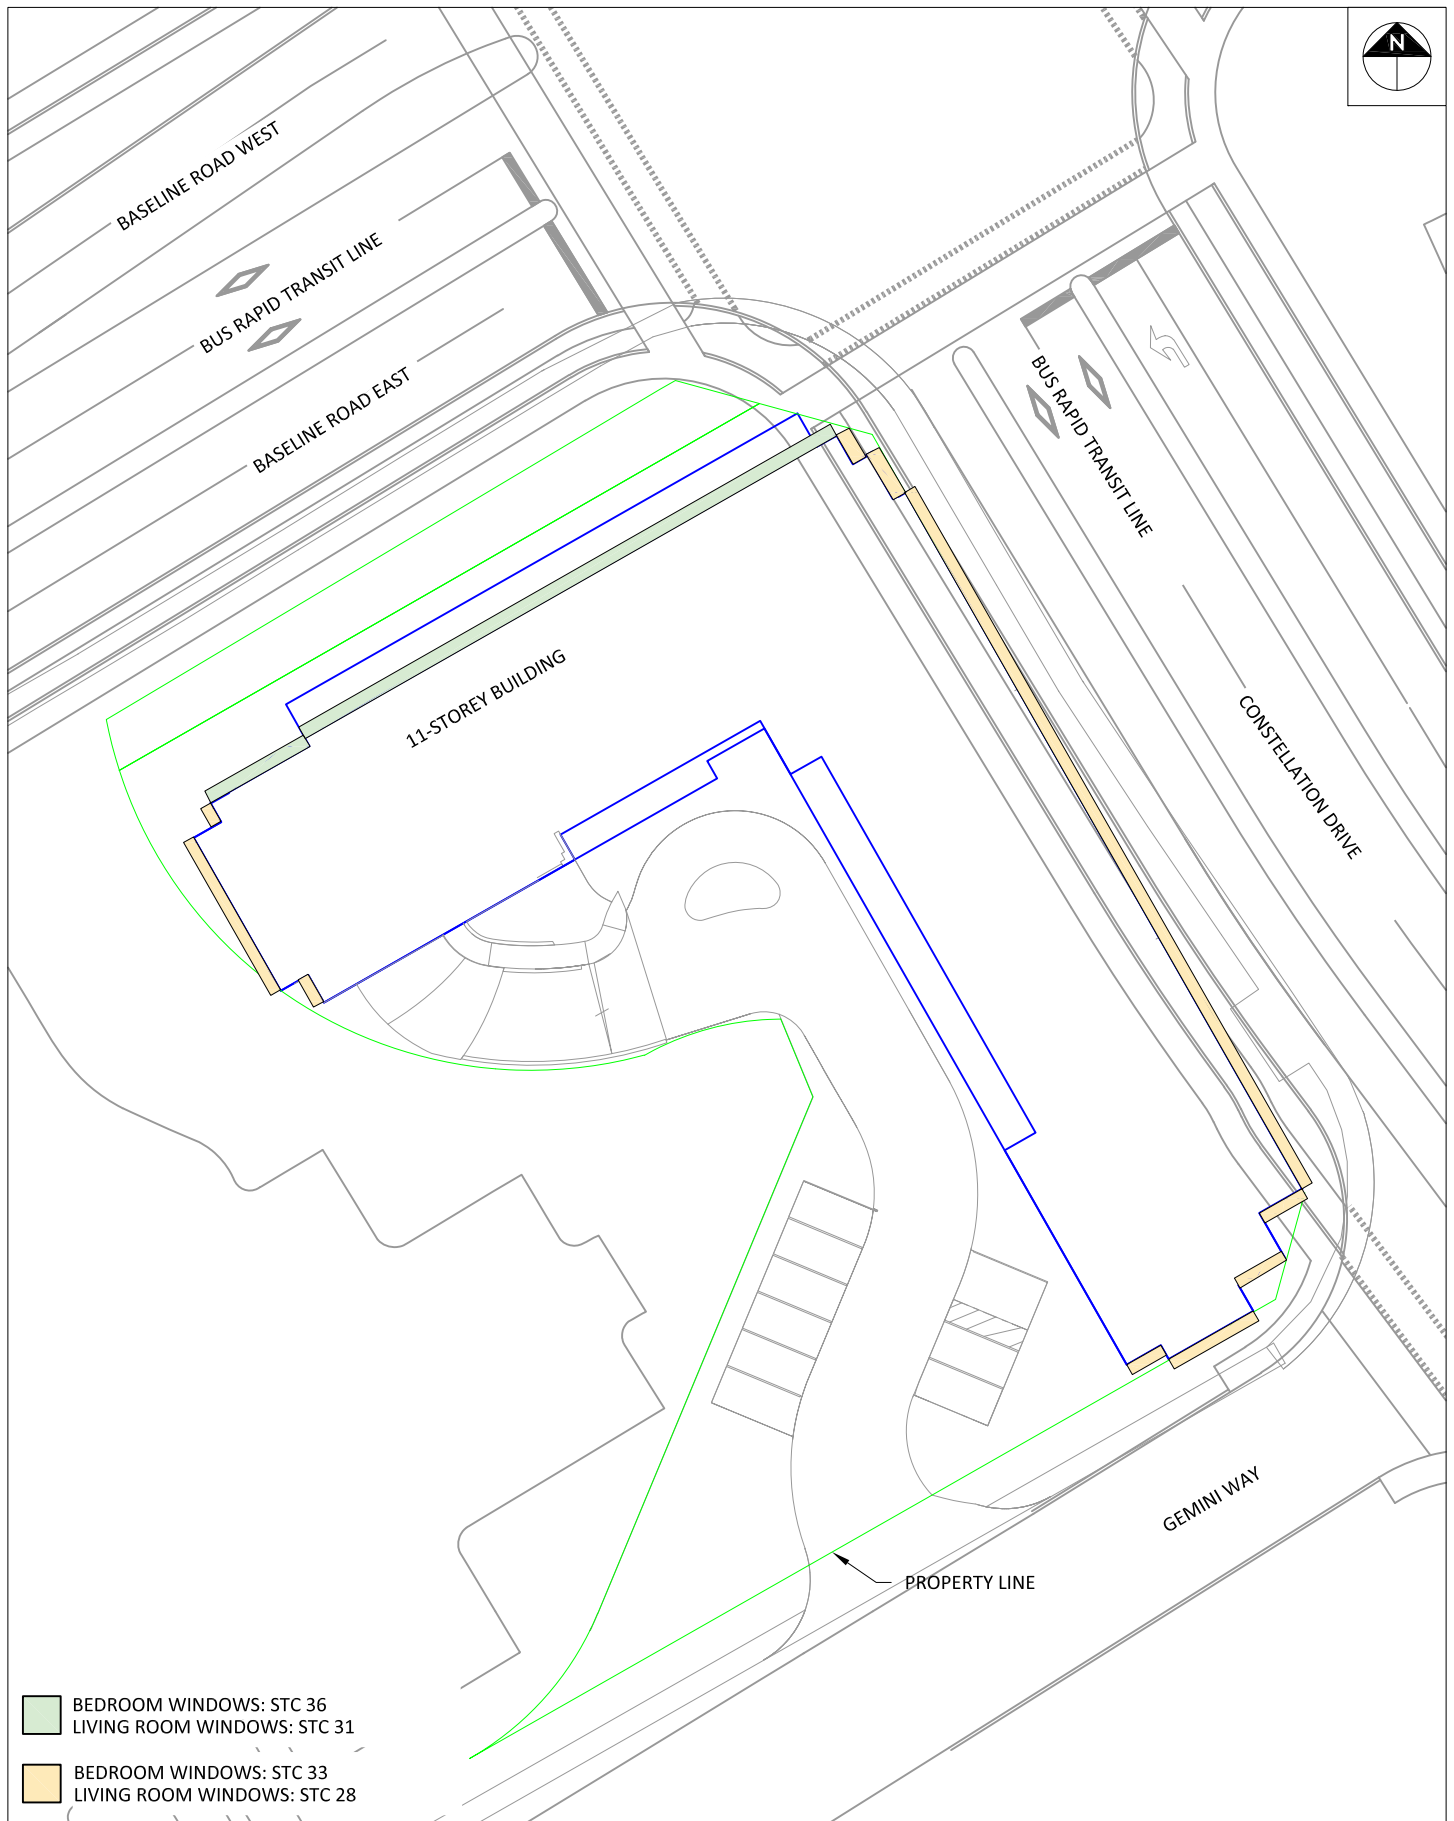 N
BASELINE ROAD WEST
BUS RAPID TRANSIT LINE
BASELINE ROAD EAST
BUS RAPID TRANSIT LINE
11-STOREY BUILDING
CONSTELLATION DRIVE
GEMINI WAY
PROPERTY LINE
BEDROOM WINDOWS: STC 36
LIVING ROOM WINDOWS: STC 31
BEDROOM WINDOWS: STC 33
LIVING ROOM WINDOWS: STC 28